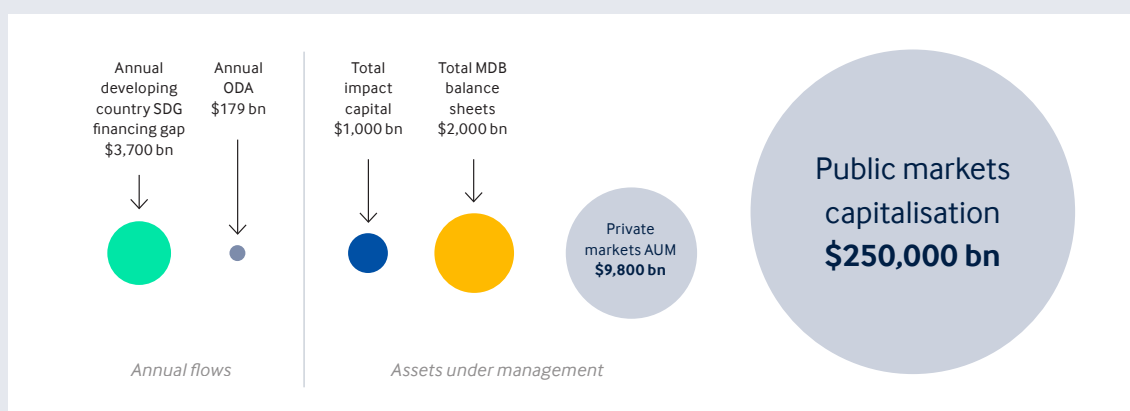 Annual
developing
country SDG
financing gap
$3,700 bn
Annual
ODA
$179 bn
Total
impact
capital
$1,000 bn
Total MDB
balance
sheets
$2,000 bn
Private
markets AUM
$9,800 bn
Public markets
capitalisation
$250,000 bn
Annual flows
Assets under management